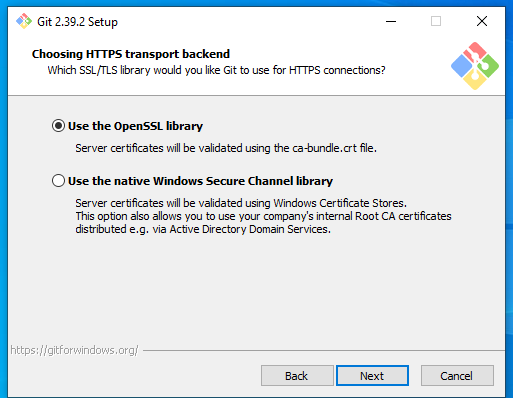 Git 2.39.2 Setup
Choosing HTTPS transport backend
Which SSL/TLS library would you like Git to use for HTTPS connections?
Use the OpenSSL library
Server certificates will be validated using the ca-bundle.crt file.
Use the native Windows Secure Channel library
Server certificates will be validated using Windows Certificate Stores.
This option also allows you to use your company's internal Root CA certificates
distributed e.g. via Active Directory Domain Services.
https://gitforwindows.org/
Back Next Cancel